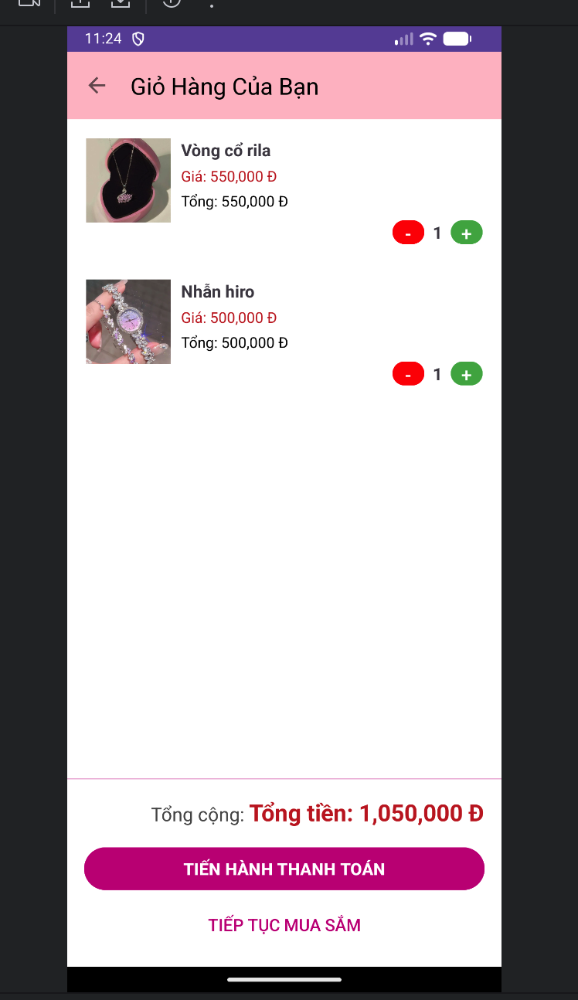 11:24
Giỏ Hàng Của Bạn
Vòng cổ rila
Giá: 550,000 Đ
Tổng: 550,000 Đ
- 1 +
Nhẫn hiro
Giá: 500,000 Đ
Tổng: 500,000 Đ
- 1 +
Tổng cộng: Tổng tiền: 1,050,000 Đ
TIẾN HÀNH THANH TOÁN
TIẾP TỤC MUA SẮM